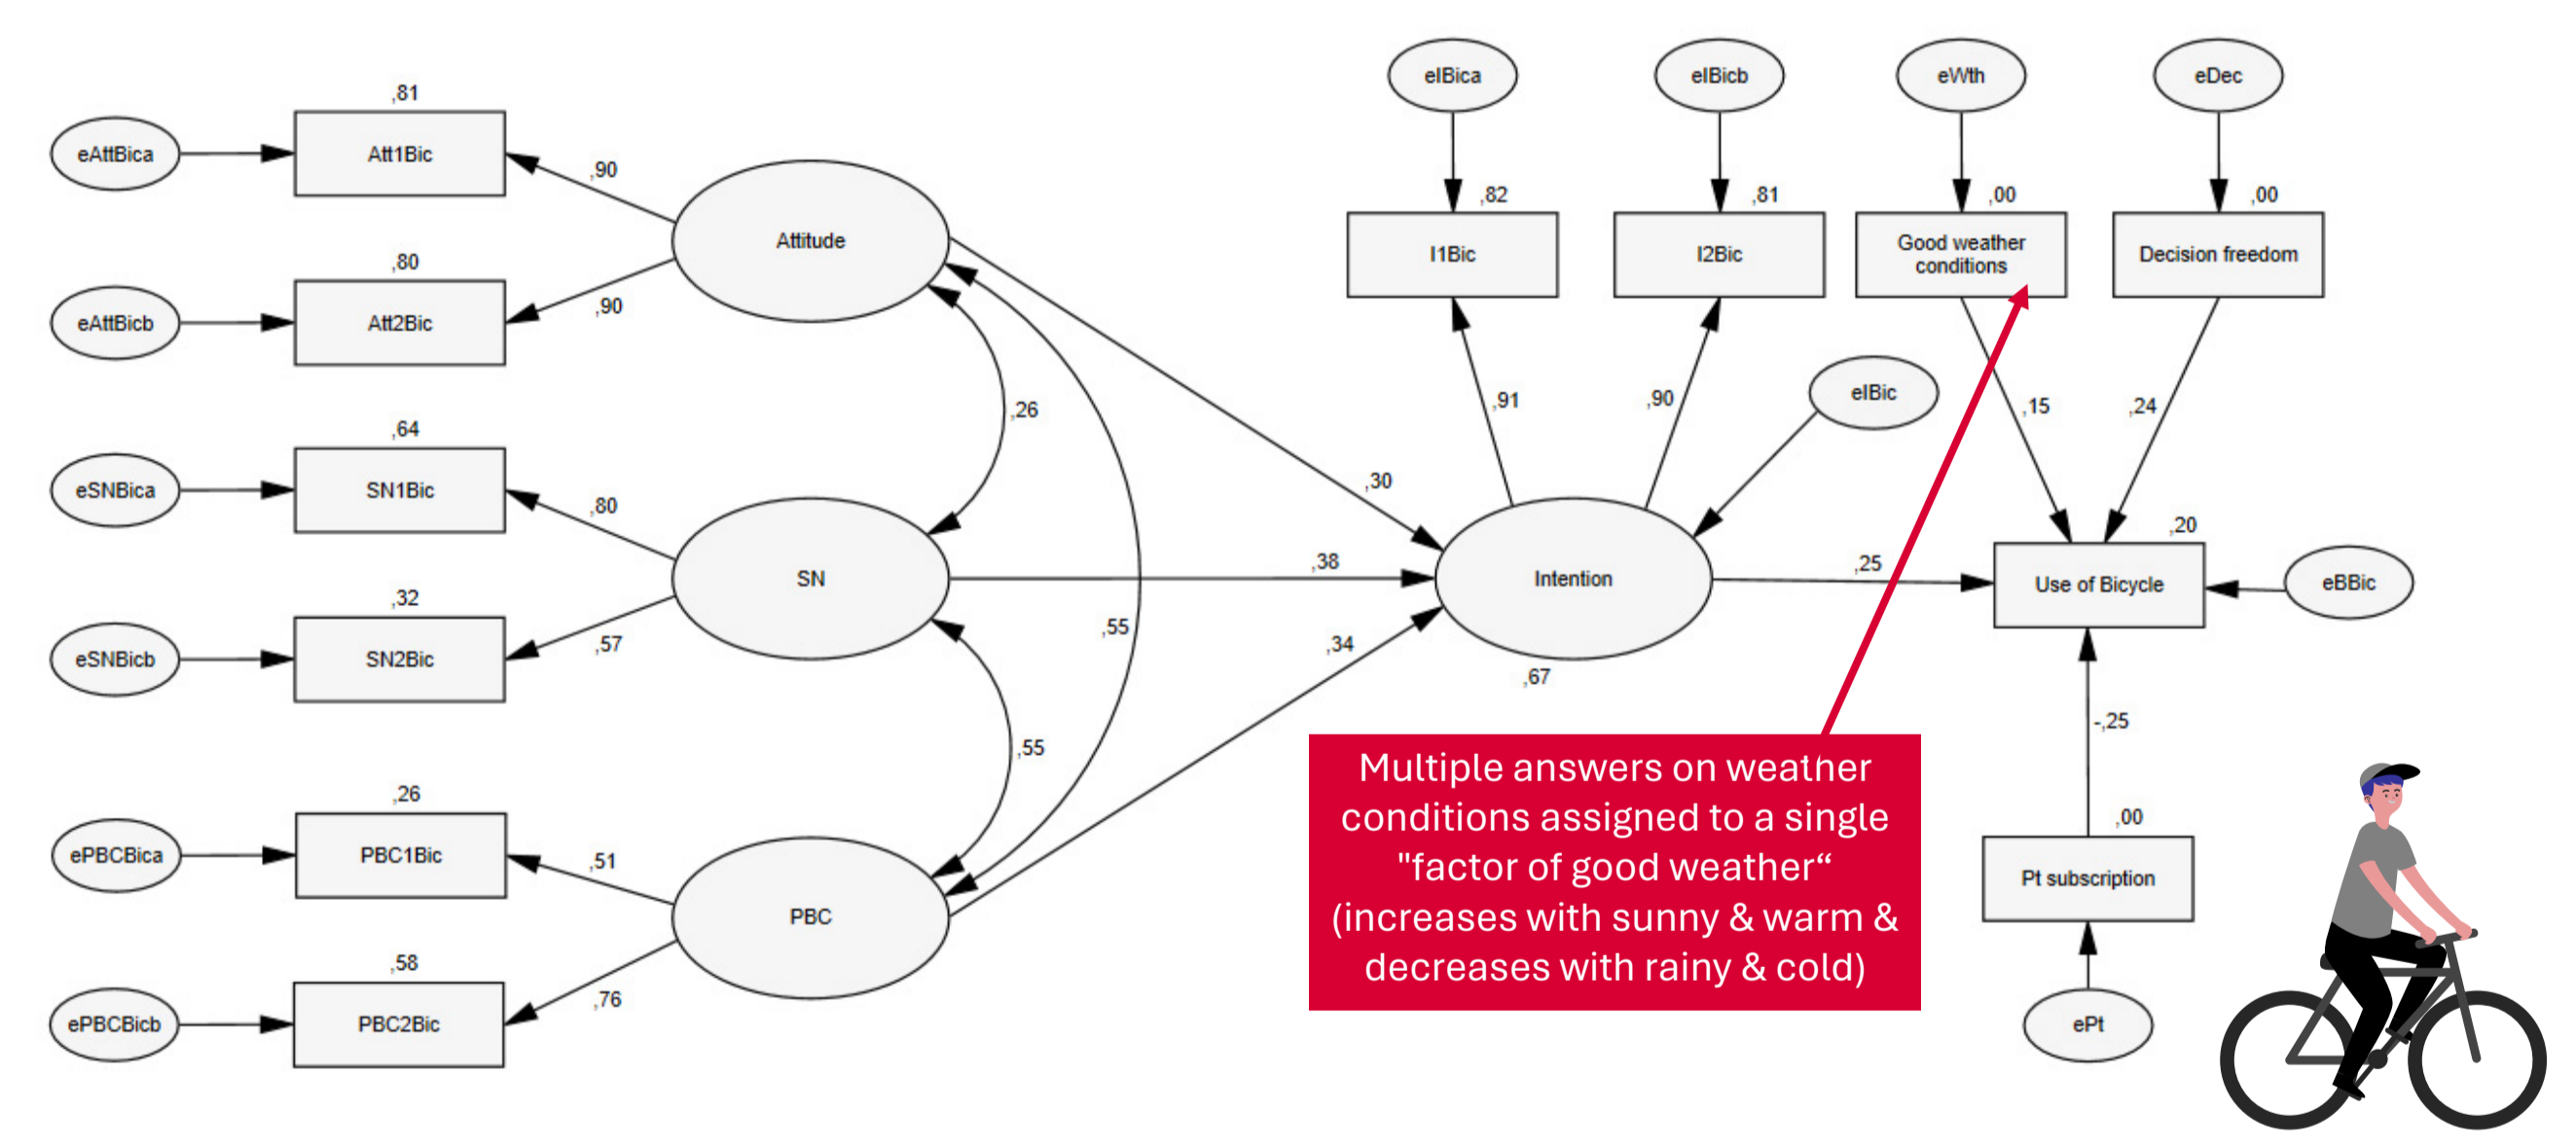 eIBica
eIBicb
eWth
eDec
,81
eAttBica
Att1Bic
,90
,82
,81
,00
,00
I1Bic
I2Bic
Good weather
conditions
Decision freedom
Attitude
,80
eAttBicb
Att2Bic
,90
,26
,91
,90
eIBic
,15
,24
,64
eSNBica
SN1Bic
,80
,30
,20
SN
,38
Intention
,25
Use of Bicycle
eBBic
,32
eSNBicb
SN2Bic
,57
,55
,34
,67
,55
-,25
,26
ePBCBica
PBC1Bic
,51
PBC
,58
ePBCBicb
PBC2Bic
,76
Multiple answers on weather
conditions assigned to a single
"factor of good weather“
(increases with sunny & warm &
decreases with rainy & cold)
,00
Pt subscription
ePt